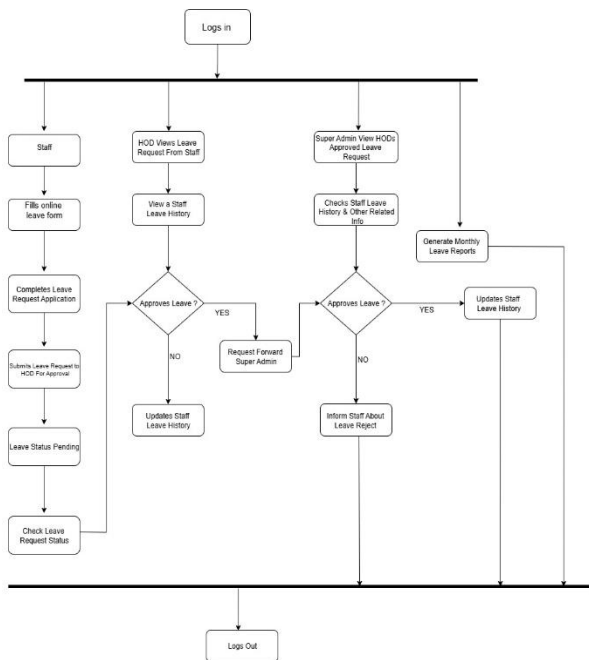 Logs in
Staff
HOD Views Leave
Request From Staff
Super Admin View HODs
Approved Leave
Request
Fills online
leave form
View a Staff
Leave History
Checks Staff Leave
History & Other Related
Info
Generate Monthly
Leave Reports
Completes Leave
Request Application
Approves Leave ?
YES
Approves Leave ?
YES
Updates Staff
Leave History
Submits Leave Request to
HOD For Approval
NO
Request Forward
Super Admin
NO
Leave Status Pending
Updates Staff
Leave History
Inform Staff About
Leave Reject
Check Leave
Request Status
Logs Out